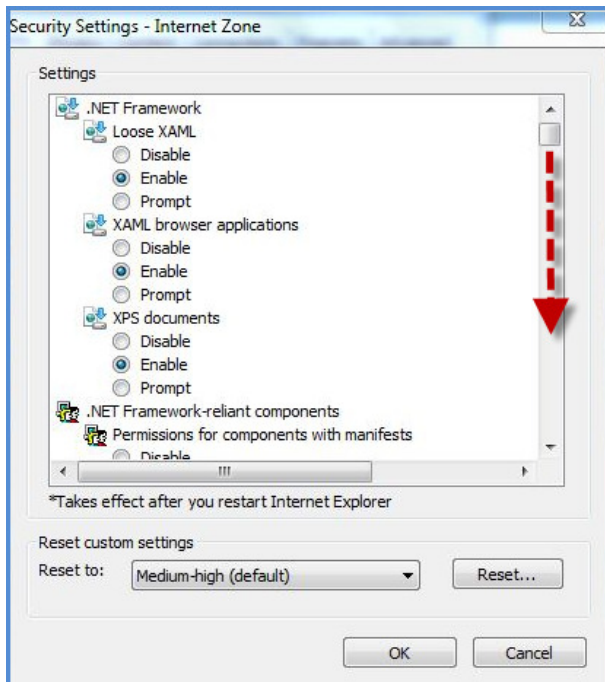 Security Settings - Internet Zone
Settings
.NET Framework
Loose XAML
Disable
Enable
Prompt
XAML browser applications
Disable
Enable
Prompt
XPS documents
Disable
Enable
Prompt
.NET Framework-reliant components
Permissions for components with manifests
Disable
*Takes effect after you restart Internet Explorer
Reset custom settings
Reset to:
Medium-high (default)
Reset...
OK
Cancel